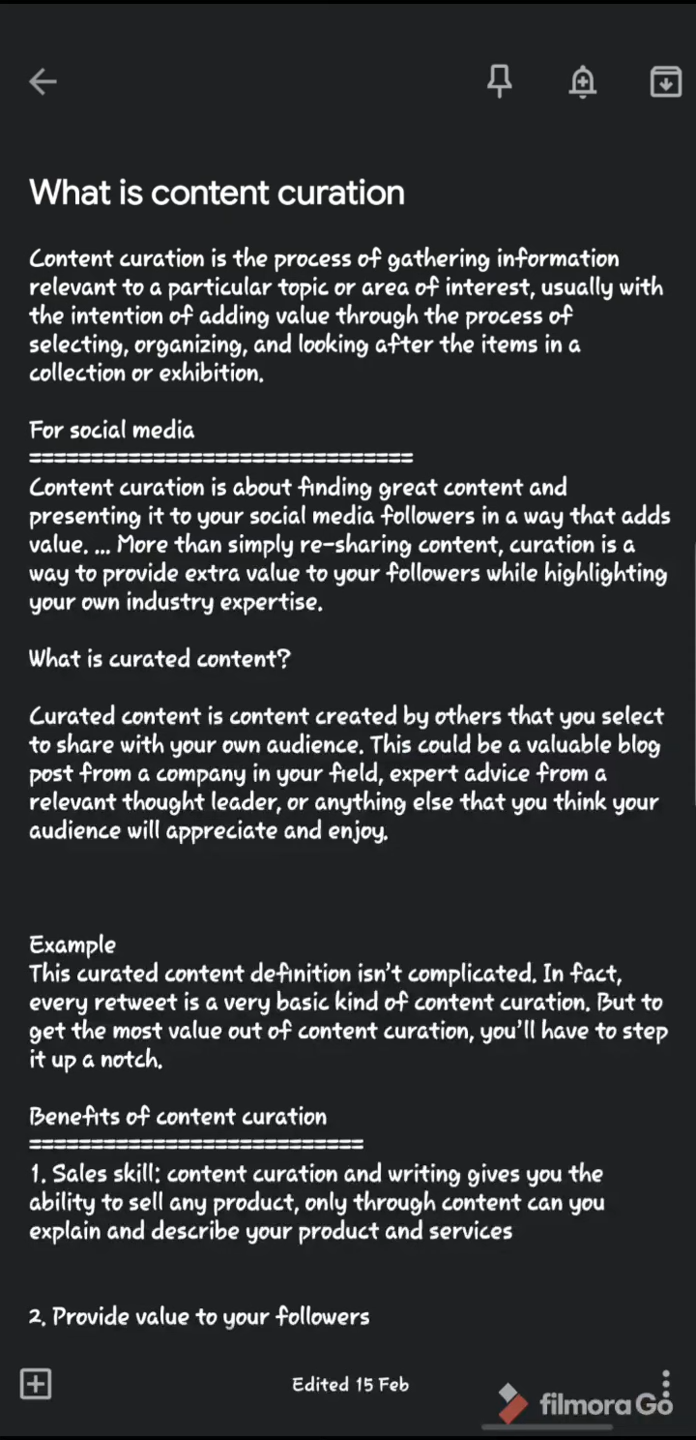 What is content curation
Content curation is the process of gathering information
relevant to a particular topic or area of interest, usually with
the intention of adding value through the process of
selecting, organizing, and looking after the items in a
collection or exhibition.
For social media
===============================
Content curation is about finding great content and
presenting it to your social media followers in a way that adds
value. ... More than simply re-sharing content, curation is a
way to provide extra value to your followers while highlighting
your own industry expertise.
What is curated content?
Curated content is content created by others that you select
to share with your own audience. This could be a valuable blog
post from a company in your field, expert advice from a
relevant thought leader, or anything else that you think your
audience will appreciate and enjoy.
Example
This curated content definition isn't complicated. In fact,
every retweet is a very basic kind of content curation. But to
get the most value out of content curation, you'll have to step
it up a notch.
Benefits of content curation
===========================
1. Sales skill: content curation and writing gives you the
ability to sell any product, only through content can you
explain and describe your product and services
2. Provide value to your followers
Edited 15 Feb
filmora Go